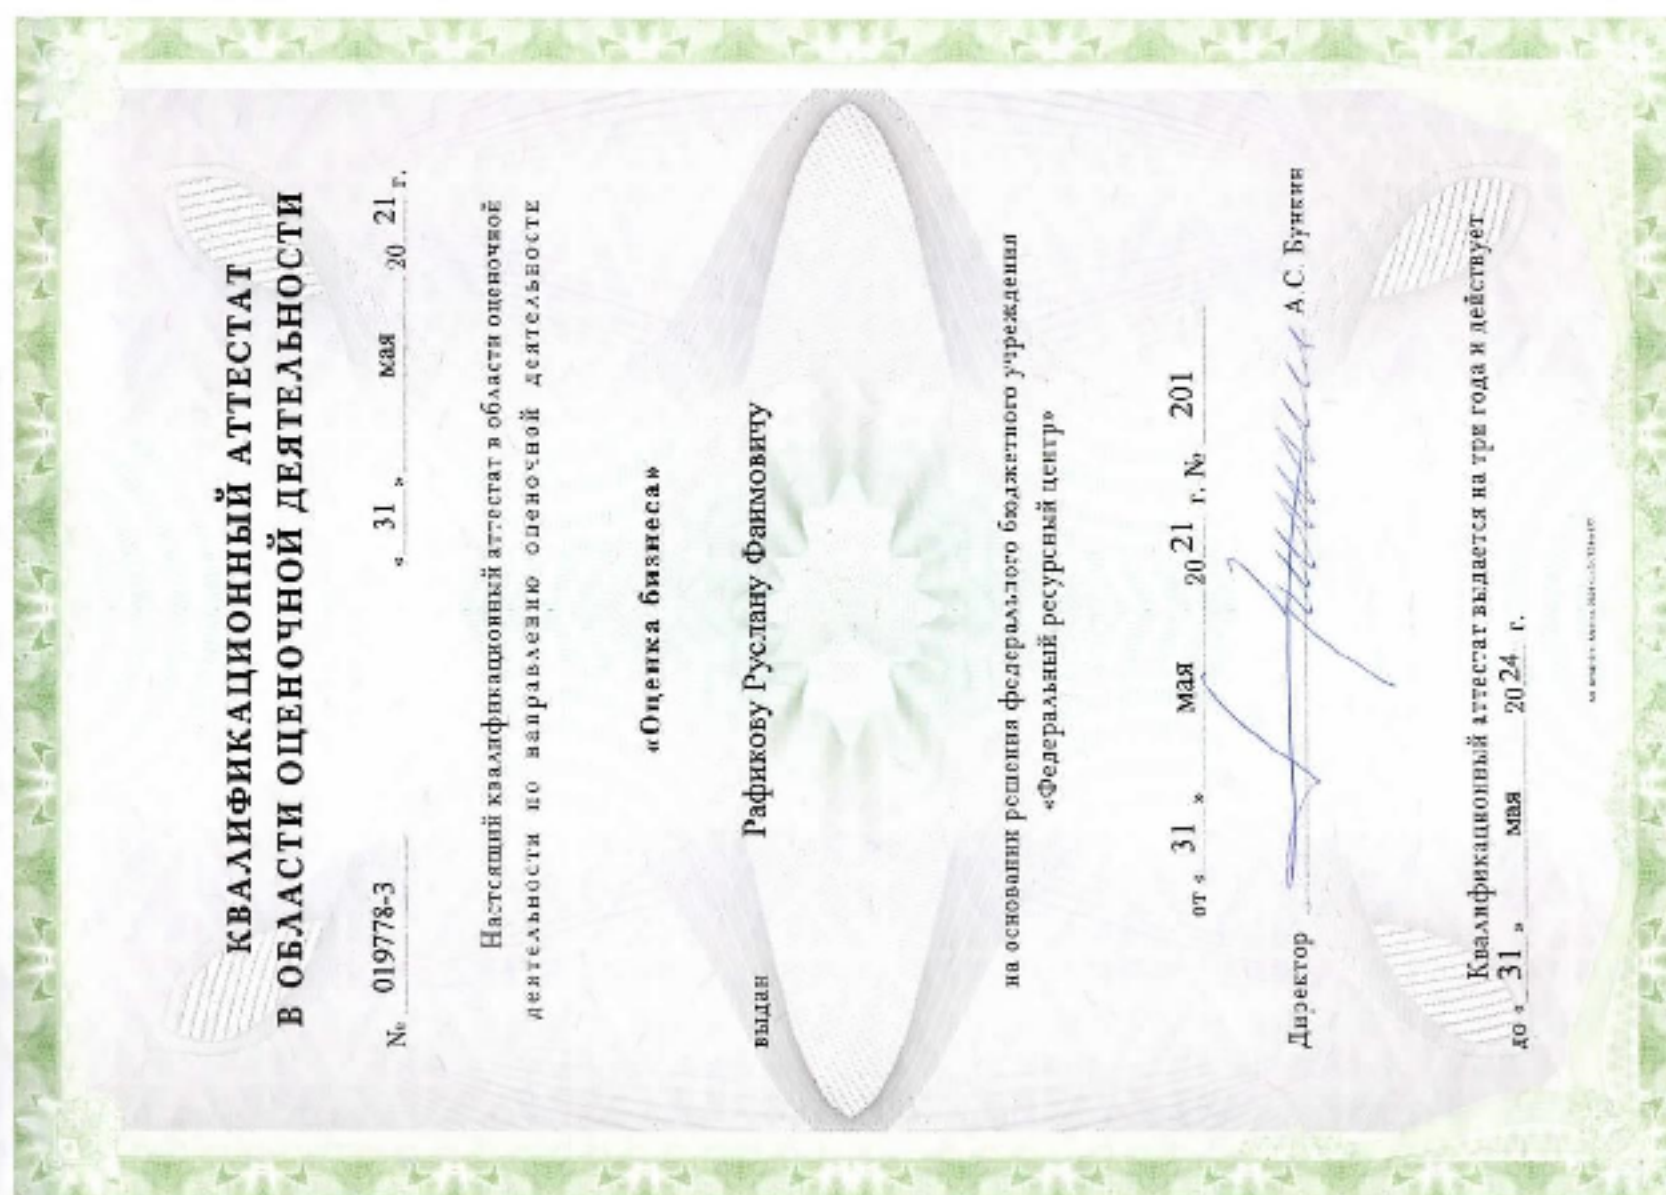 КВАЛИФИКАЦИОННЫЙ АТТЕСТАТ
В ОБЛАСТИ ОЦЕНОЧНОЙ ДЕЯТЕЛЬНОСТИ
№ 019778-3 « 31 » мая 20 21 г.
Настоящий квалификационный аттестат в области оценочной
деятельности по направлению оценочной деятельности
«Оценка бизнеса»
выдан Рафикову Руслану Фаимовичу
на основании решения федерального бюджетного учреждения
«Федеральный ресурсный центр»
от « 31 » мая 20 21 г. № 201
Директор А.С. Бункин
Квалификационный аттестат выдается на три года и действует
до « 31 » мая 20 24 г.